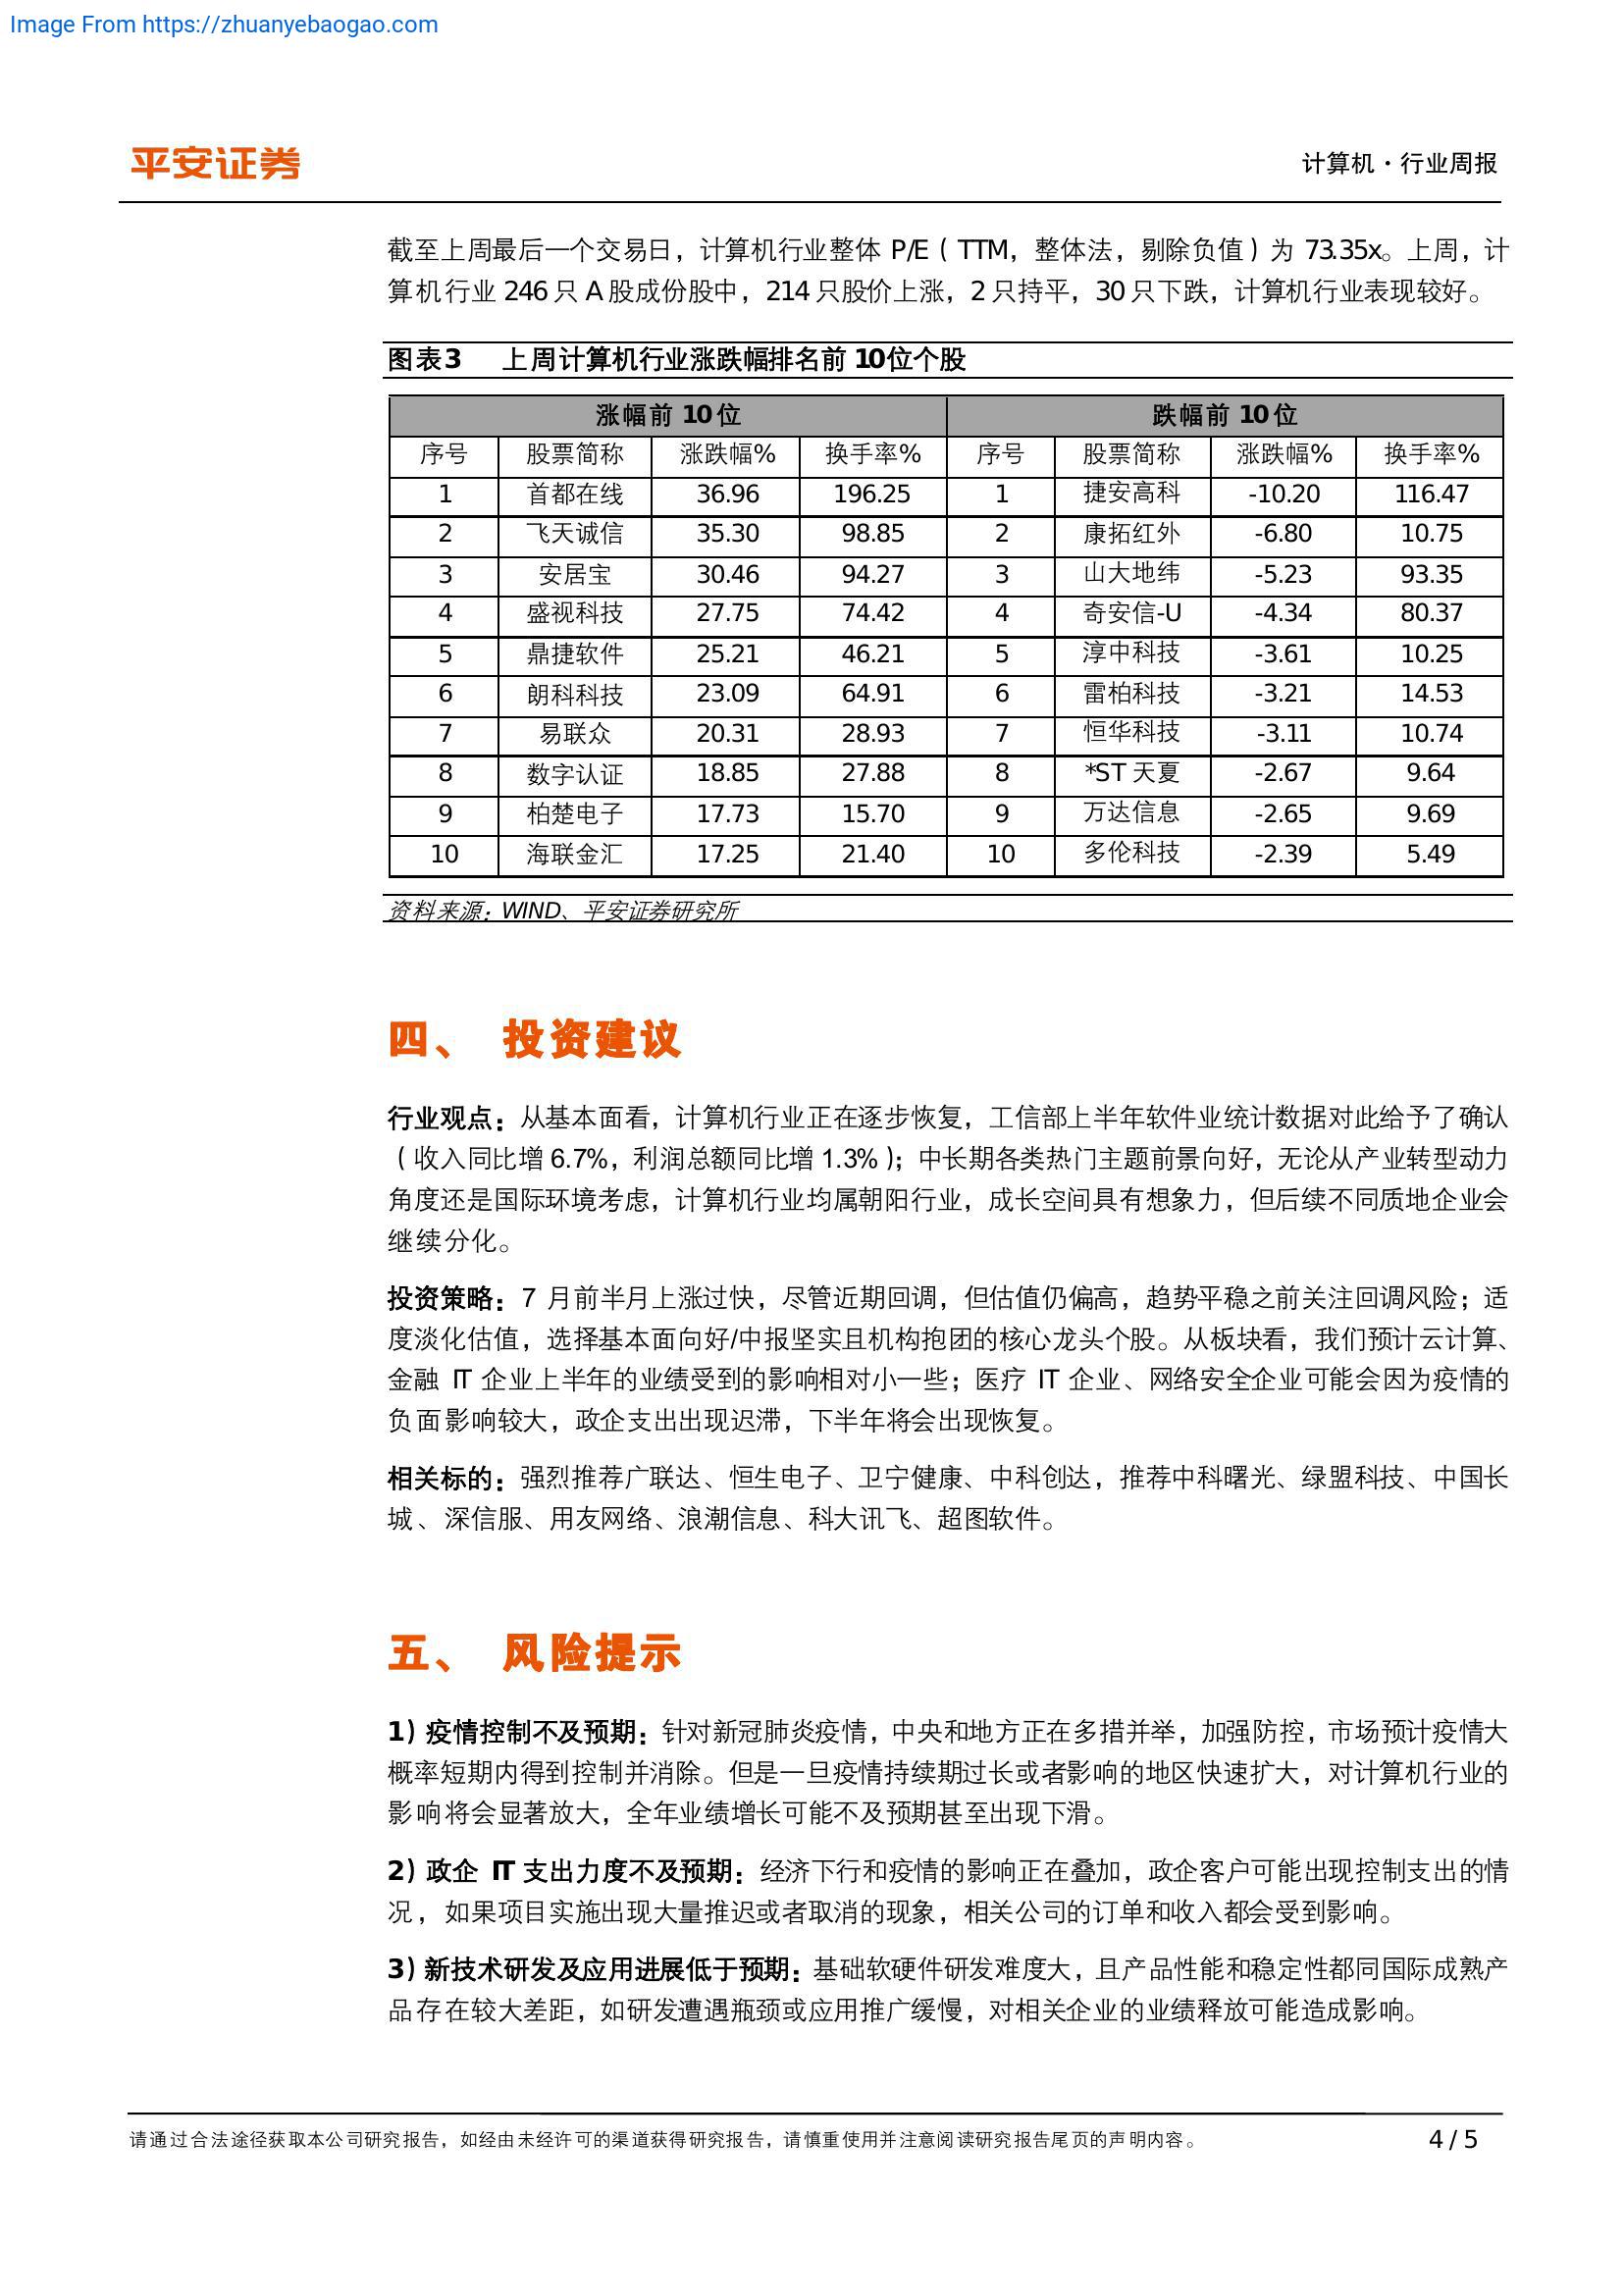 Image From https://zhuanyebaogao.com
平安证券
计算机·行业周报
截至上周最后一个交易日，计算机行业整体 P/E（TTM，整体法，剔除负值）为 73.35x。上周，计
算机行业 246 只 A 股成份股中，214 只股价上涨，2 只持平，30 只下跌，计算机行业表现较好。
图表3 上周计算机行业涨跌幅排名前 10位个股
涨幅前 10 位 跌幅前 10 位
序号 股票简称 涨跌幅% 换手率% 序号 股票简称 涨跌幅% 换手率%
1 首都在线 36.96 196.25 1 捷安高科 -10.20 116.47
2 飞天诚信 35.30 98.85 2 康拓红外 -6.80 10.75
3 安居宝 30.46 94.27 3 山大地纬 -5.23 93.35
4 盛视科技 27.75 74.42 4 奇安信-U -4.34 80.37
5 鼎捷软件 25.21 46.21 5 淳中科技 -3.61 10.25
6 朗科科技 23.09 64.91 6 雷柏科技 -3.21 14.53
7 易联众 20.31 28.93 7 恒华科技 -3.11 10.74
8 数字认证 18.85 27.88 8 *ST 天夏 -2.67 9.64
9 柏楚电子 17.73 15.70 9 万达信息 -2.65 9.69
10 海联金汇 17.25 21.40 10 多伦科技 -2.39 5.49
资料来源：WIND、平安证券研究所
四、 投资建议
行业观点：从基本面看，计算机行业正在逐步恢复，工信部上半年软件业统计数据对此给予了确认
（收入同比增 6.7%，利润总额同比增 1.3%）；中长期各类热门主题前景向好，无论从产业转型动力
角度还是国际环境考虑，计算机行业均属朝阳行业，成长空间具有想象力，但后续不同质地企业会
继续分化。
投资策略：7 月前半月上涨过快，尽管近期回调，但估值仍偏高，趋势平稳之前关注回调风险；适
度淡化估值，选择基本面向好/中报坚实且机构抱团的核心龙头个股。从板块看，我们预计云计算、
金融 IT 企业上半年的业绩受到的影响相对小一些；医疗 IT 企业、网络安全企业可能会因为疫情的
负面影响较大，政企支出出现迟滞，下半年将会出现恢复。
相关标的：强烈推荐广联达、恒生电子、卫宁健康、中科创达，推荐中科曙光、绿盟科技、中国长
城、深信服、用友网络、浪潮信息、科大讯飞、超图软件。
五、 风险提示
1）疫情控制不及预期：针对新冠肺炎疫情，中央和地方正在多措并举，加强防控，市场预计疫情大
概率短期内得到控制并消除。但是一旦疫情持续期过长或者影响的地区快速扩大，对计算机行业的
影响将会显著放大，全年业绩增长可能不及预期甚至出现下滑。
2）政企 IT 支出力度不及预期：经济下行和疫情的影响正在叠加，政企客户可能出现控制支出的情
况，如果项目实施出现大量推迟或者取消的现象，相关公司的订单和收入都会受到影响。
3）新技术研发及应用进展低于预期：基础软硬件研发难度大，且产品性能和稳定性都同国际成熟产
品存在较大差距，如研发遭遇瓶颈或应用推广缓慢，对相关企业的业绩释放可能造成影响。
请通过合法途径获取本公司研究报告，如经由未经许可的渠道获得研究报告，请慎重使用并注意阅读研究报告尾页的声明内容。
4 / 5